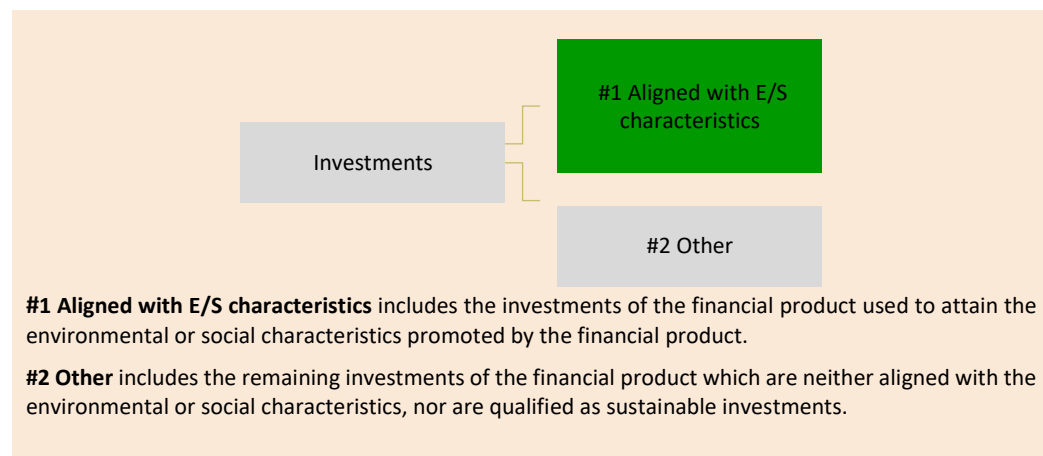 #1 Aligned with E/S
characteristics
Investments
#2 Other
#1 Aligned with E/S characteristics includes the investments of the financial product used to attain the
environmental or social characteristics promoted by the financial product.
#2 Other includes the remaining investments of the financial product which are neither aligned with the
environmental or social characteristics, nor are qualified as sustainable investments.